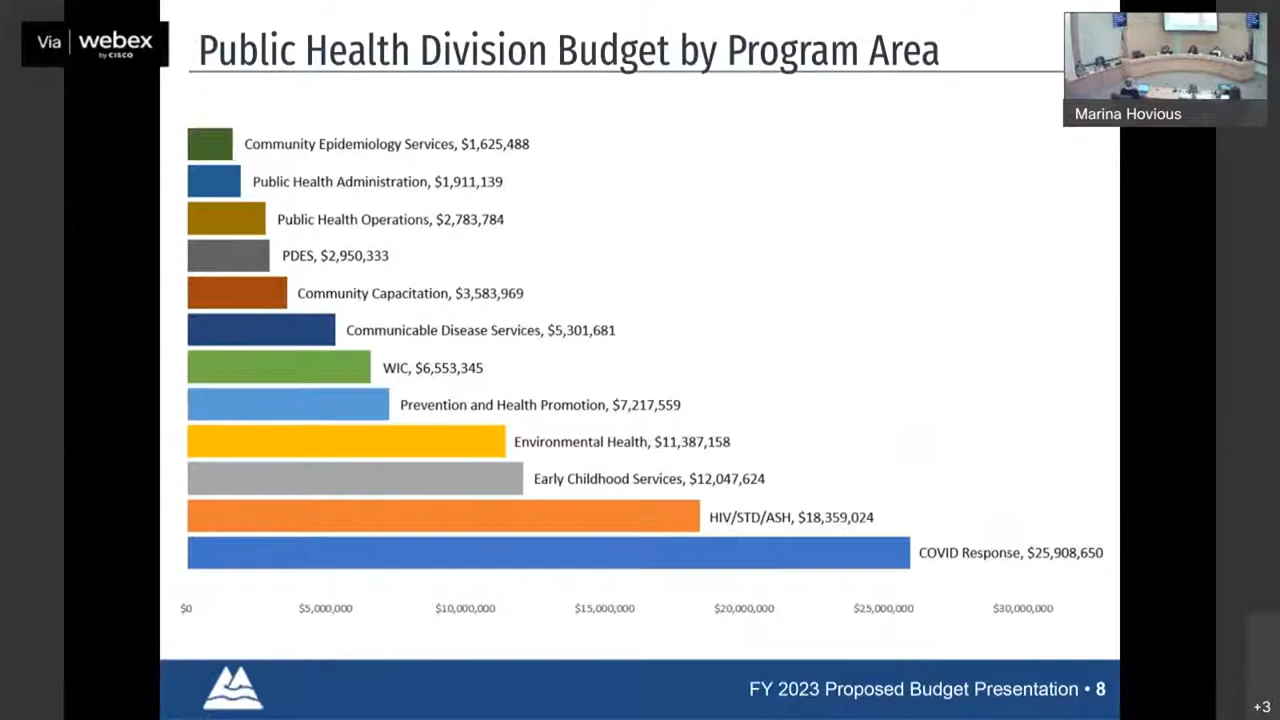 Via webex
by CISCO
Public Health Division Budget by Program Area
Marina Hovious
Community Epidemiology Services, $1,625,488
Public Health Administration, $1,911,139
Public Health Operations, $2,783,784
PDES, $2,950,333
Community Capacitation, $3,583,969
Communicable Disease Services, $5,301,681
WIC, $6,553,345
Prevention and Health Promotion, $7,217,559
Environmental Health, $11,387,158
Early Childhood Services, $12,047,624
HIV/STD/ASH, $18,359,024
COVID Response, $25,908,650
$0 $5,000,000 $10,000,000 $15,000,000 $20,000,000 $25,000,000 $30,000,000
FY 2023 Proposed Budget Presentation • 8
+3